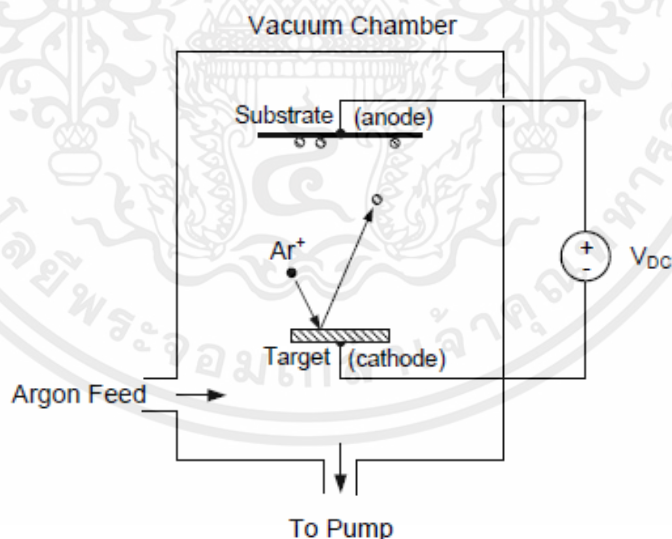 Vacuum Chamber
Substrate (anode)
Ar+
+
-
VDC
Target (cathode)
Argon Feed
To Pump